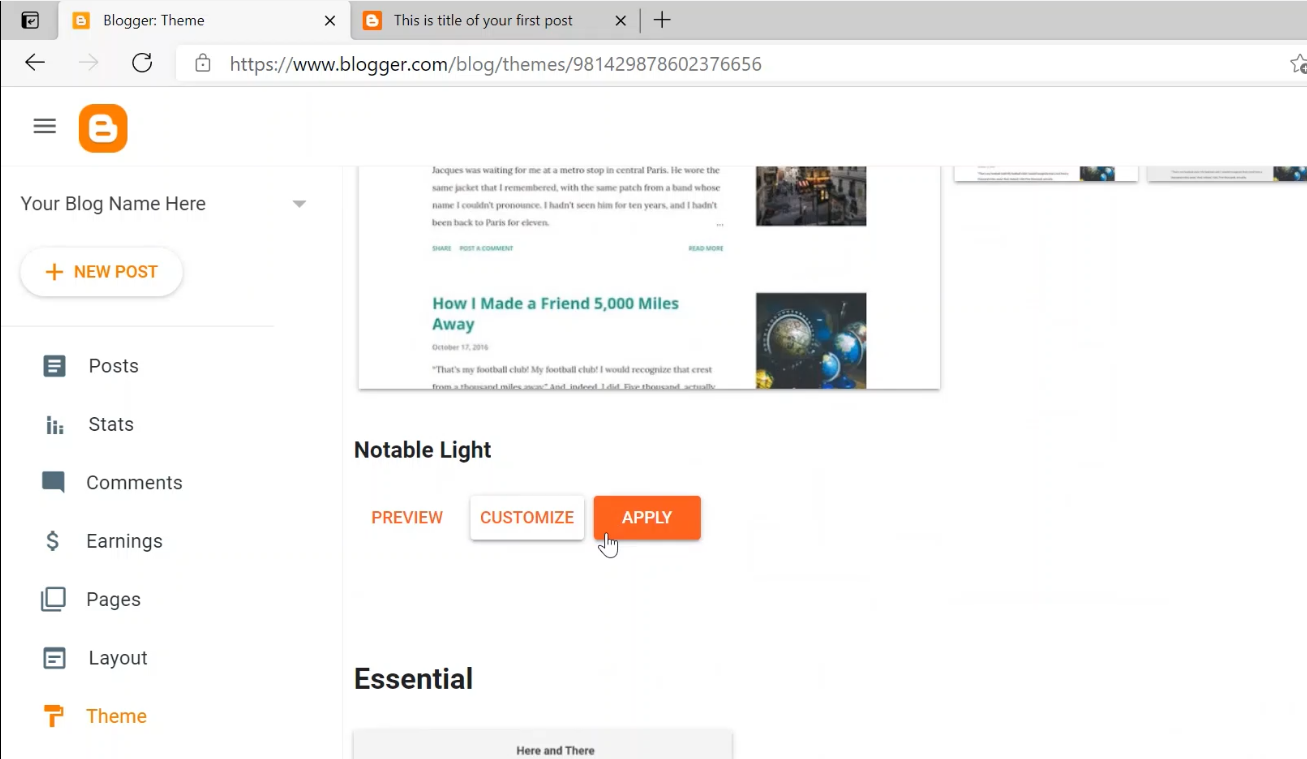 Blogger: Theme
This is title of your first post
https://www.blogger.com/blog/themes/981429878602376656
Your Blog Name Here
NEW POST
Posts
Stats
Comments
Earnings
Pages
Layout
Theme
Jacques was waiting for me at a metro stop in central Paris. He wore the
same jacket that I remembered, with the same patch from a band whose
name I couldn't pronounce. I hadn't seen him for ten years, and I hadn't
been back to Paris for eleven.
...
SHARE POST A COMMENT READ MORE
How I Made a Friend 5,000 Miles
Away
October 17, 2016
"That's my football club! My football club! I would recognize that crest
from a thousand miles away." And, indeed, I did. Five thousand, actually.
Notable Light
PREVIEW CUSTOMIZE APPLY
Essential
Here and There